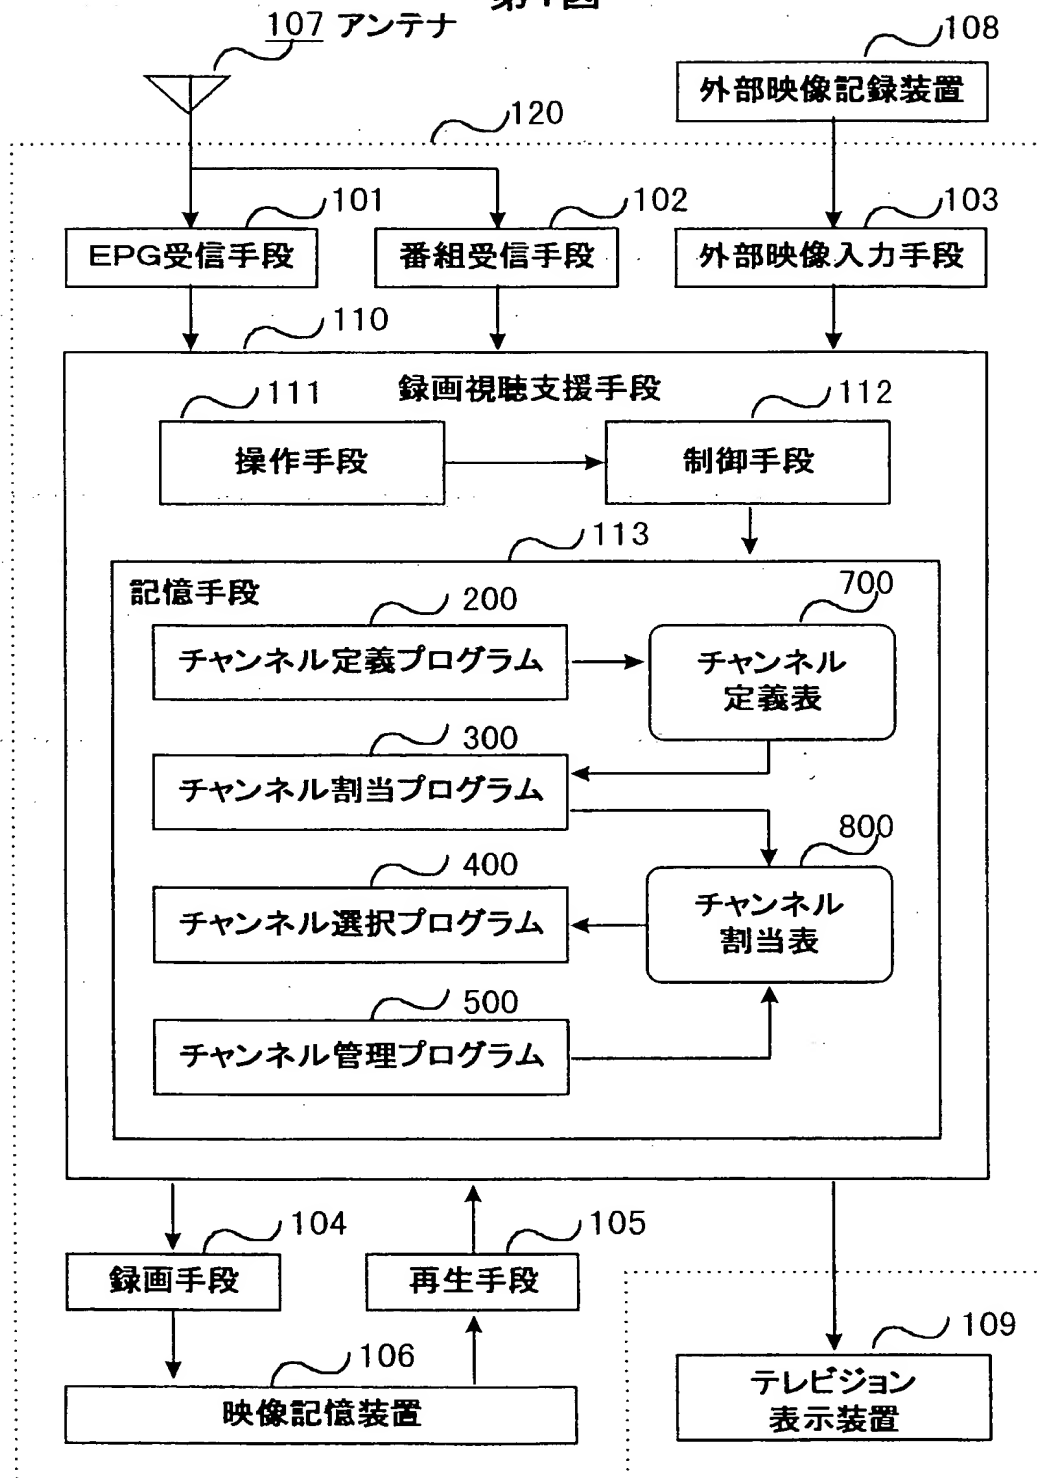 107 アンテナ
108
外部映像記録装置
120
101
102
103
EPG受信手段
番組受信手段
外部映像入力手段
110
録画視聴支援手段
111
112
操作手段
制御手段
113
記憶手段
200
700
チャンネル定義プログラム
チャンネル
定義表
300
チャンネル割当プログラム
800
400
チャンネル選択プログラム
チャンネル
割当表
500
チャンネル管理プログラム
104
105
録画手段
再生手段
106
映像記憶装置
109
テレビジョン
表示装置